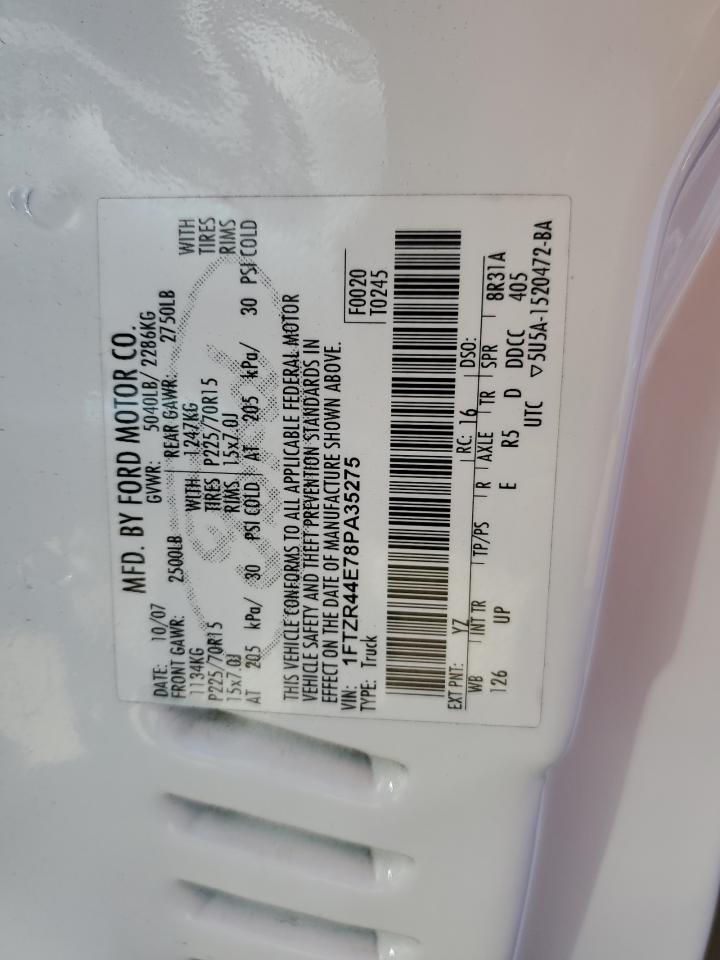 MFD. BY FORD MOTOR CO.
DATE: 10/07 GVWR: 5040LB/ 2286KG
FRONT GAWR: 2500LB REAR GAWR: 2750LB
1134KG WITH 1247KG WITH
P225/70R15 TIRES P225/70R15 TIRES
15x7.0J RIMS 15x7.0J RIMS
AT 205 kPa/ 30 PSI COLD AT 205 kPa/ 30 PSI COLD
THIS VEHICLE CONFORMS TO ALL APPLICABLE FEDERAL MOTOR
VEHICLE SAFETY AND THEFT PREVENTION STANDARDS IN
EFFECT ON THE DATE OF MANUFACTURE SHOWN ABOVE.
VIN: 1FTZR44E78PA35275 F0020
TYPE: Truck T0245
EXT PNT: YZ RC: 16 DSO:
WB INT TR TP/PS R AXLE TR SPR 8R31A
126 UP E R5 D DDCC 405
UTC ▽5U5A-1520472-BA